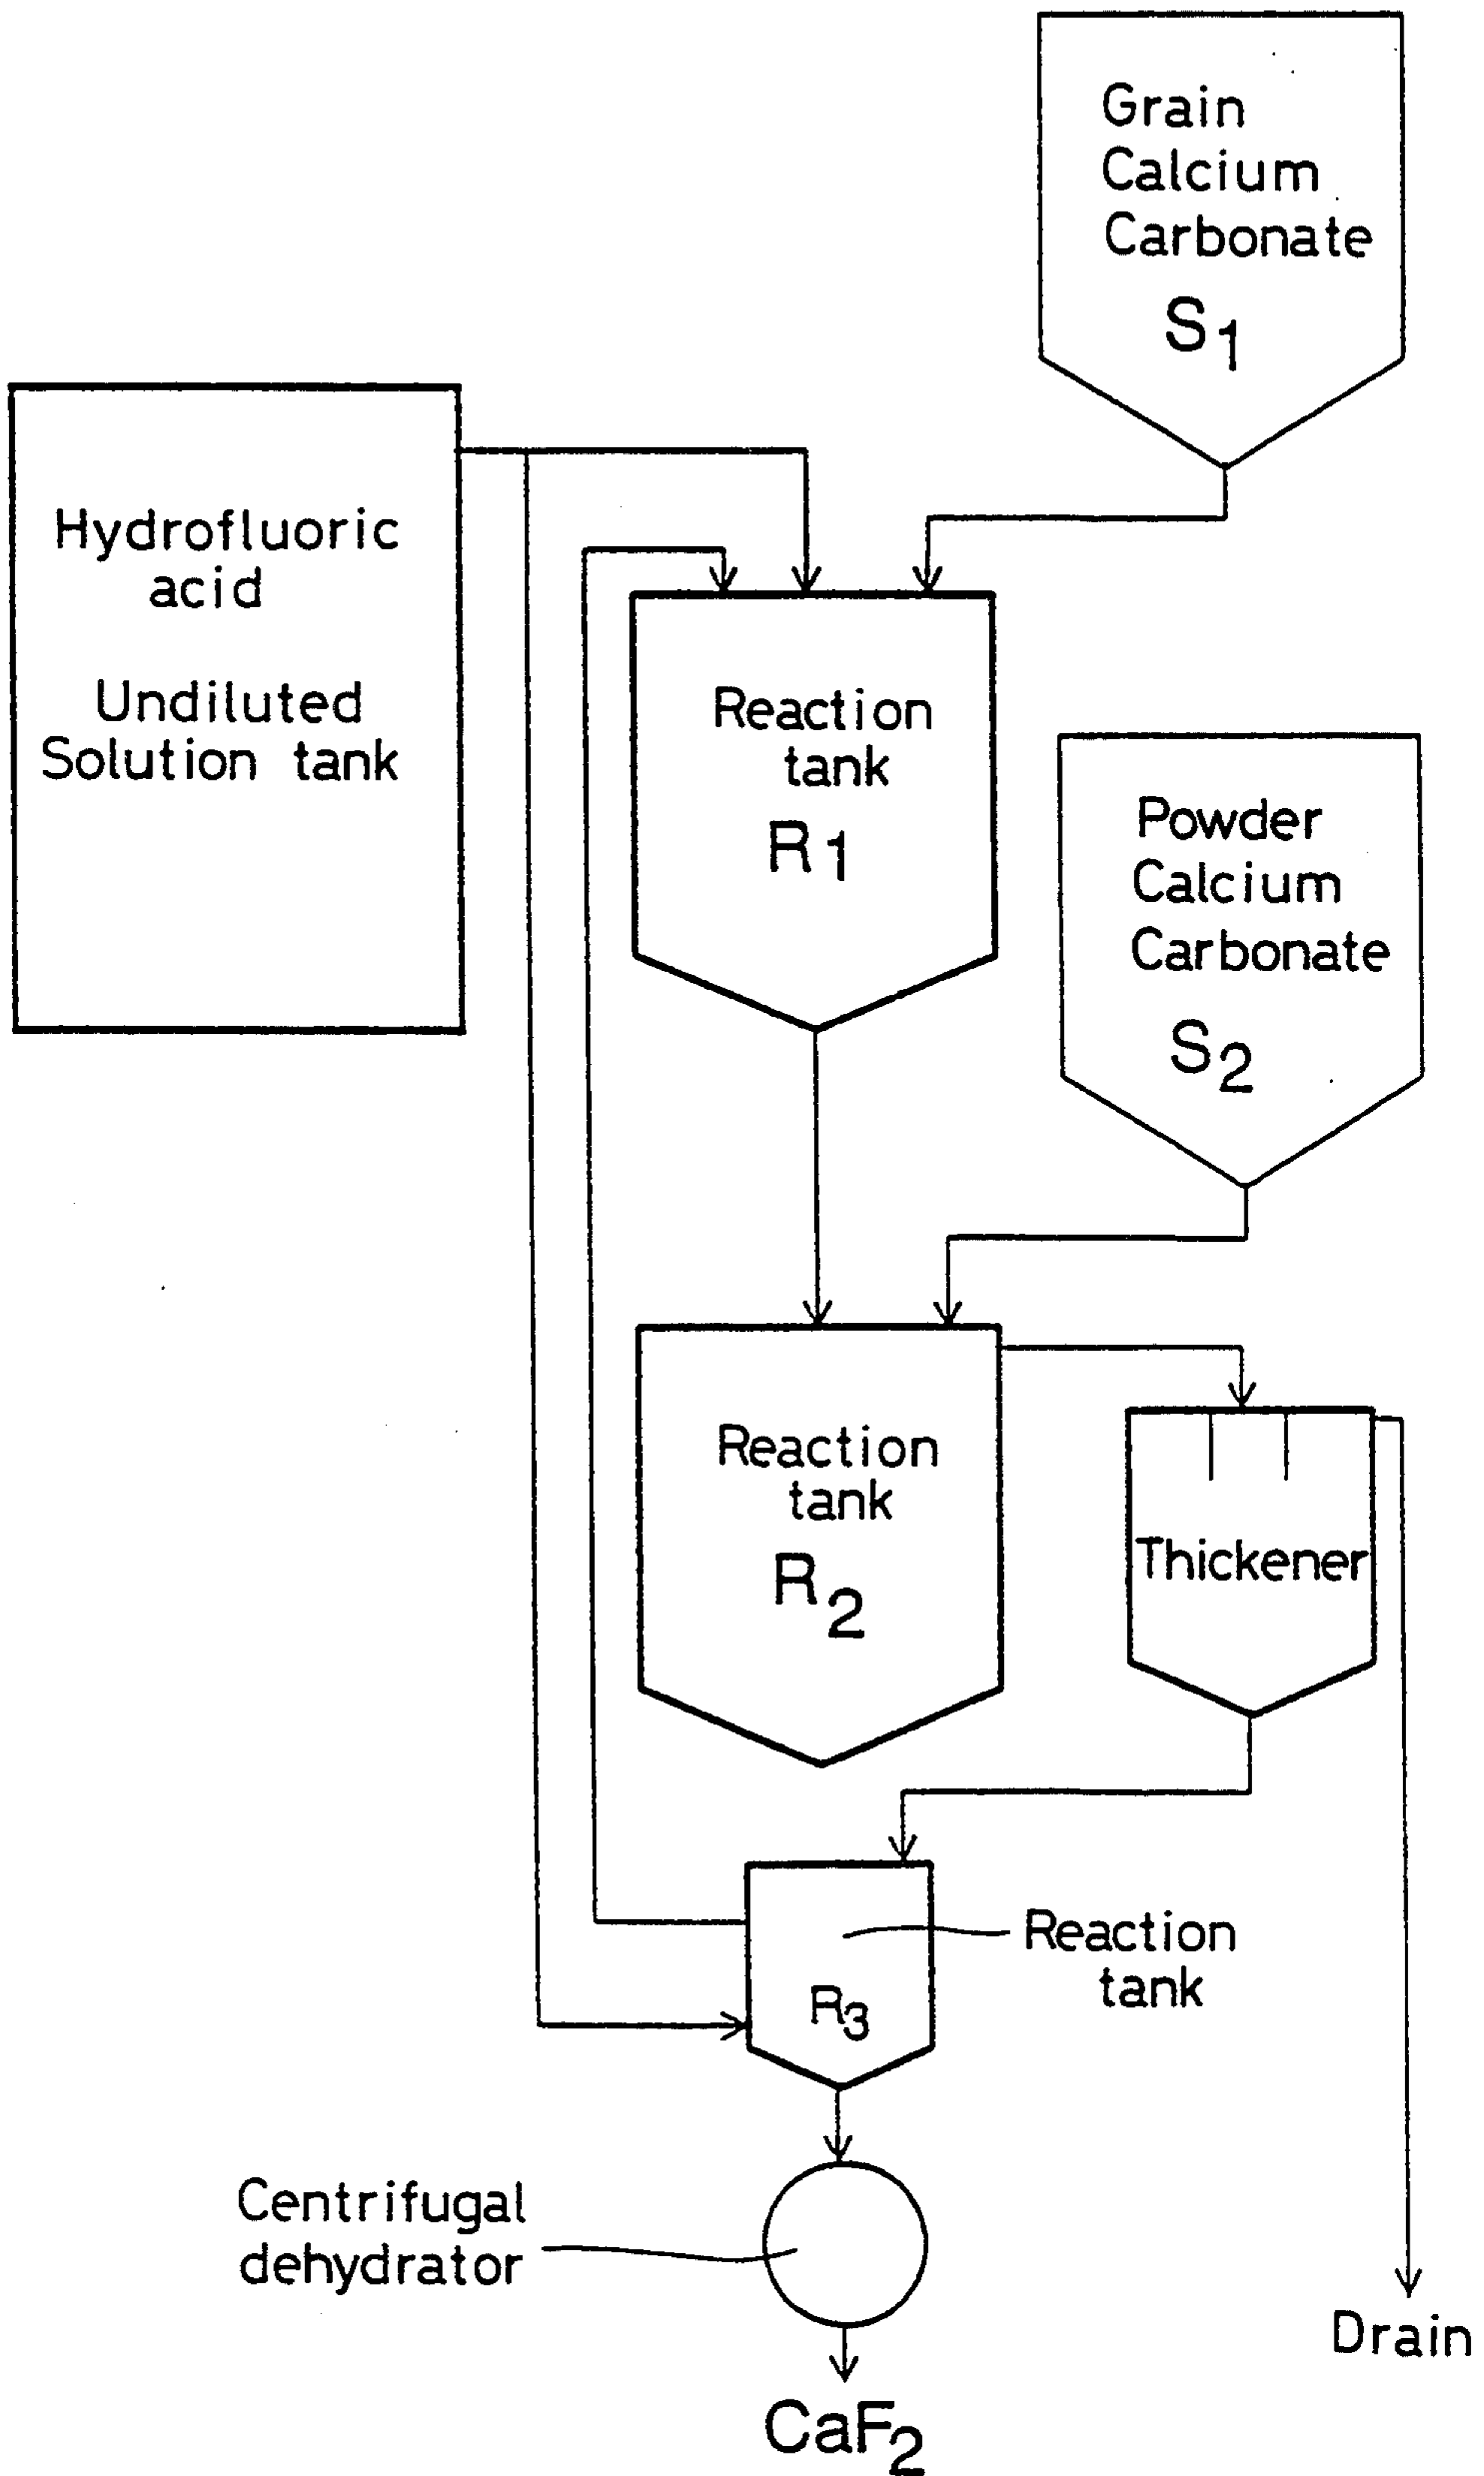 Grain
Calcium
Carbonate
S1
Hydrofluoric
acid
Undiluted
Solution tank
Reaction
tank
R1
Powder
Calcium
Carbonate
S2
Reaction
tank
R2
Thickener
Reaction
tank
R3
Centrifugal
dehydrator
Drain
CaF2